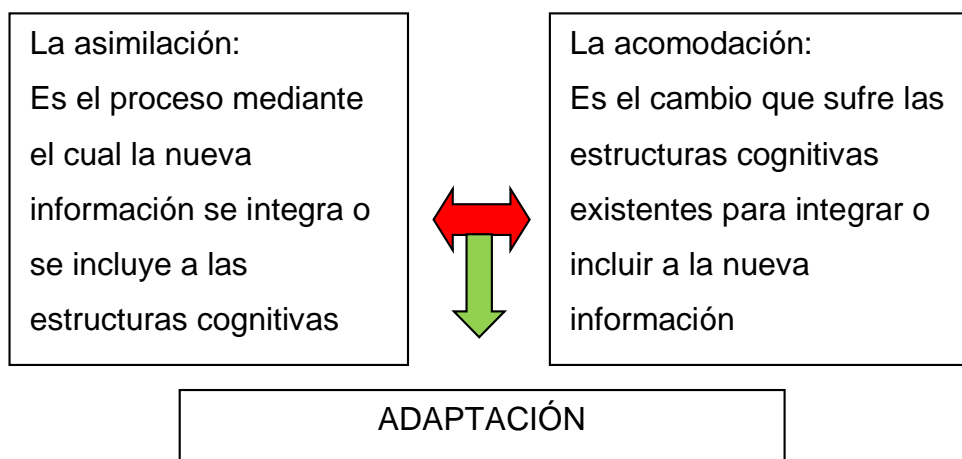 La asimilación:
Es el proceso mediante
el cual la nueva
información se integra o
se incluye a las
estructuras cognitivas
La acomodación:
Es el cambio que sufre las
estructuras cognitivas
existentes para integrar o
incluir a la nueva
información
ADAPTACIÓN